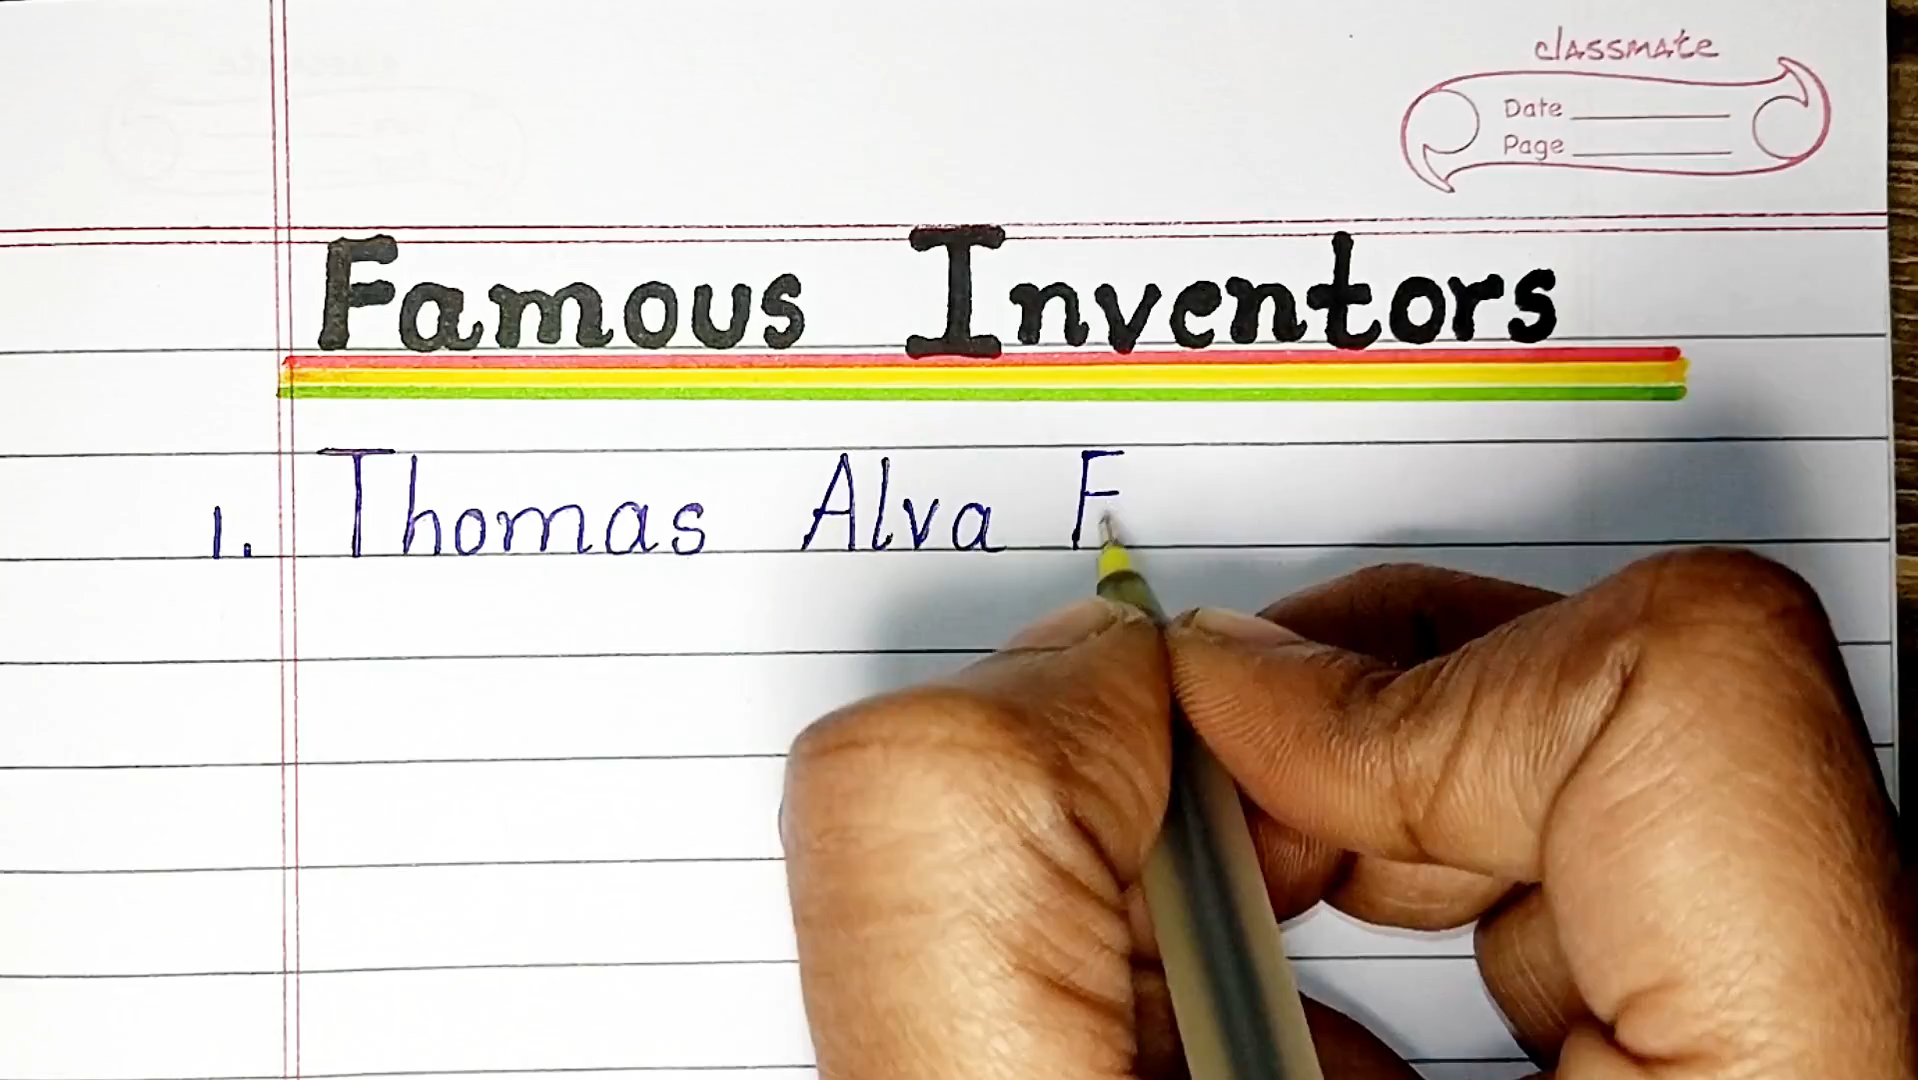 classmate
Date
Page
Famous Inventors
1. Thomas Alva F